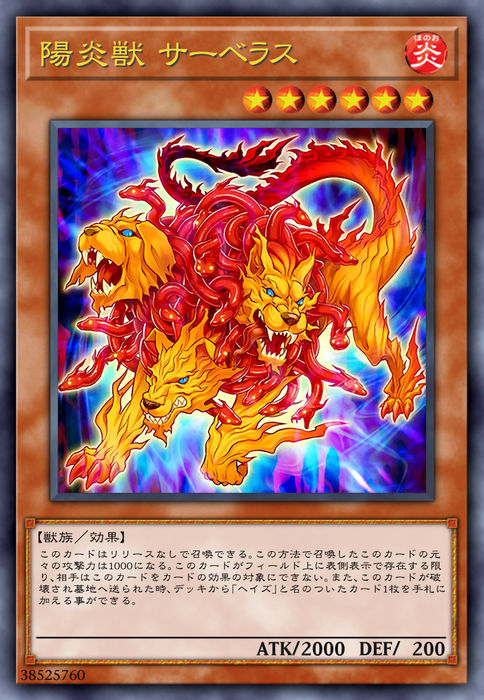 陽炎獣 サーベラス
ほのお
炎
【獣族／効果】
このカードはリリースなしで召喚できる。この方法で召喚したこのカードの元
々の攻撃力は1000になる。このカードがフィールド上に表側表示で存在する限
り、相手はこのカードをカードの効果の対象にできない。また、このカードが破
壊され墓地へ送られた時、デッキから「ヘイズ」と名のついたカード1枚を手札に
加える事ができる。
ATK/2000 DEF/ 200
38525760